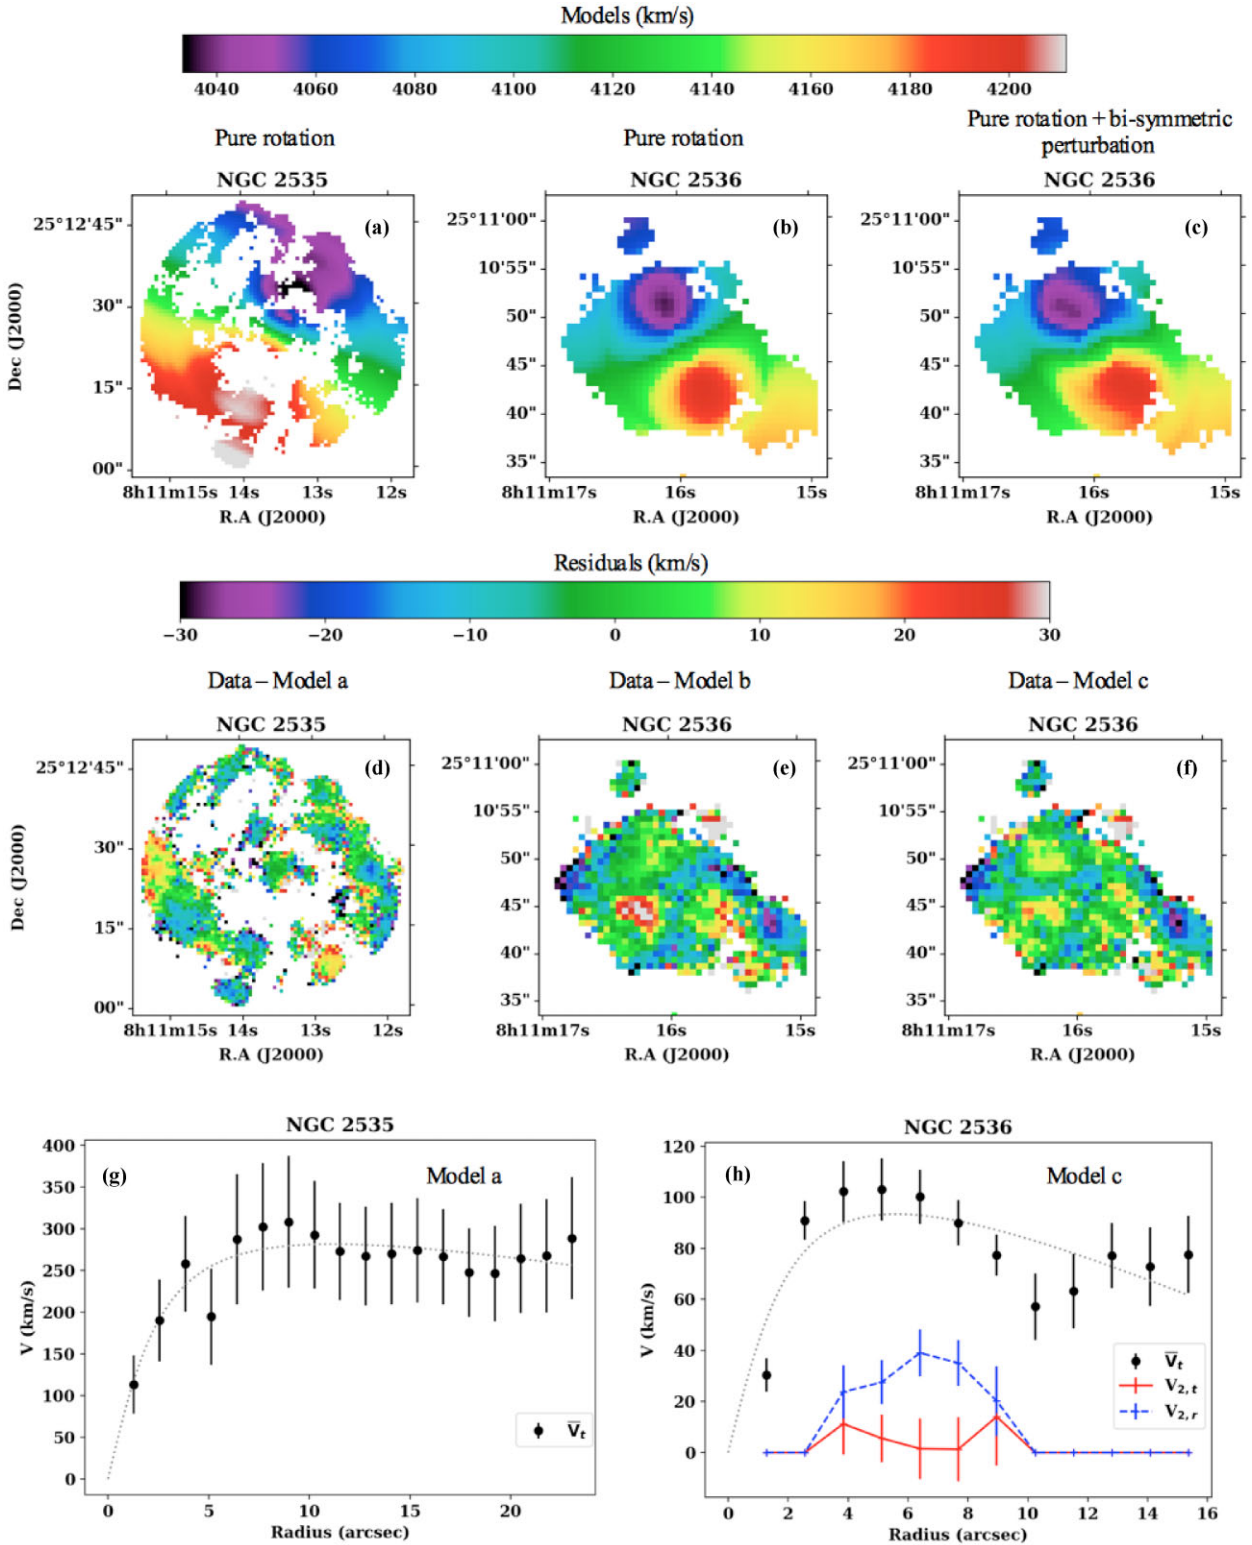 Models (km/s)
4040 4060 4080 4100 4120 4140 4160 4180 4200
Pure rotation
Pure rotation
Pure rotation + bi-symmetric
perturbation
NGC 2535
NGC 2536
NGC 2536
(a)
(b)
(c)
Dec (J2000)
25°12'45"
30"
15"
00"
8h11m15s 14s 13s 12s
R.A (J2000)
25°11'00"
10'55"
50"
45"
40"
35"
8h11m17s 16s 15s
R.A (J2000)
25°11'00"
10'55"
50"
45"
40"
35"
8h11m17s 16s 15s
R.A (J2000)
Residuals (km/s)
−30 −20 −10 0 10 20 30
Data – Model a
Data – Model b
Data – Model c
NGC 2535
NGC 2536
NGC 2536
(d)
(e)
(f)
Dec (J2000)
25°12'45"
30"
15"
00"
8h11m15s 14s 13s 12s
R.A (J2000)
25°11'00"
10'55"
50"
45"
40"
35"
8h11m17s 16s 15s
R.A (J2000)
25°11'00"
10'55"
50"
45"
40"
35"
8h11m17s 16s 15s
R.A (J2000)
NGC 2535
(g)
Model a
V (km/s)
400
350
300
250
200
150
100
50
0
V̅t
0 5 10 15 20
Radius (arcsec)
NGC 2536
(h)
Model c
V (km/s)
120
100
80
60
40
20
0
V̅t
V2, t
V2, r
0 2 4 6 8 10 12 14 16
Radius (arcsec)